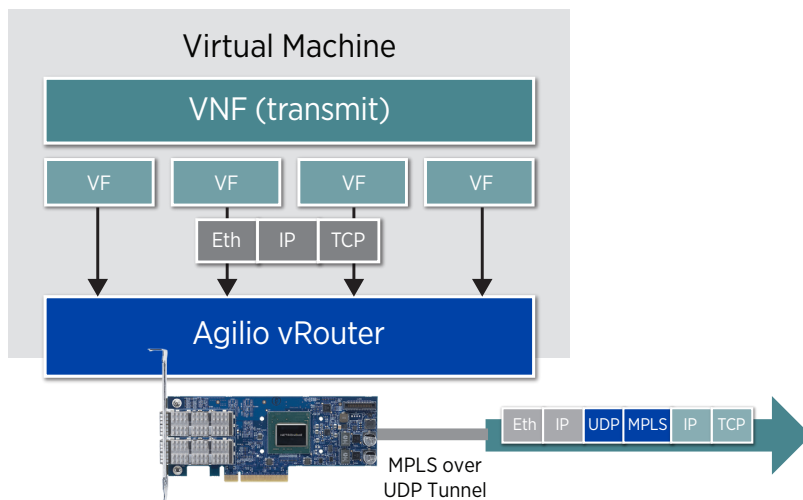 Virtual Machine
VNF (transmit)
VF VF VF VF
Eth IP TCP
Agilio vRouter
Eth IP UDP MPLS IP TCP
MPLS over
UDP Tunnel